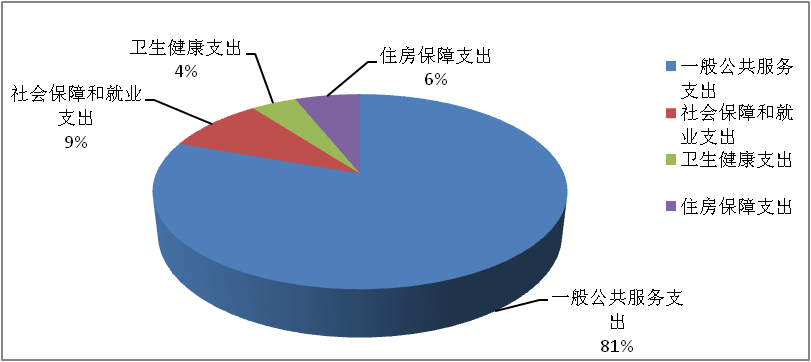 卫生健康支出
4%
住房保障支出
6%
社会保障和就业
支出
9%
一般公共服务支
出
81%
一般公共服务
支出
社会保障和就
业支出
卫生健康支出
住房保障支出